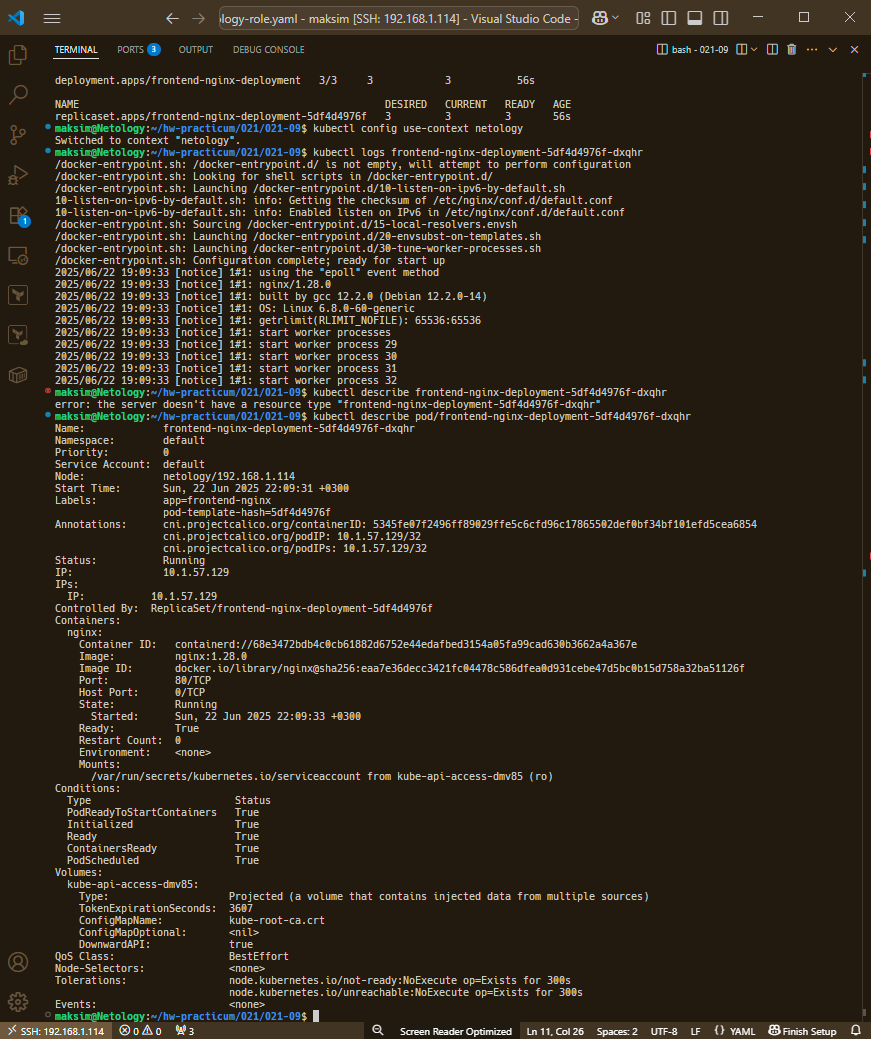 ology-role.yaml - maksim [SSH: 192.168.1.114] - Visual Studio Code -
TERMINAL PORTS 3 OUTPUT DEBUG CONSOLE bash - 021-09
deployment.apps/frontend-nginx-deployment 3/3 3 3 56s
NAME DESIRED CURRENT READY AGE
replicaset.apps/frontend-nginx-deployment-5df4d4976f 3 3 3 56s
maksim@Netology:~/hw-practicum/021/021-09$ kubectl config use-context netology
Switched to context "netology".
maksim@Netology:~/hw-practicum/021/021-09$ kubectl logs frontend-nginx-deployment-5df4d4976f-dxqhr
/docker-entrypoint.sh: /docker-entrypoint.d/ is not empty, will attempt to perform configuration
/docker-entrypoint.sh: Looking for shell scripts in /docker-entrypoint.d/
/docker-entrypoint.sh: Launching /docker-entrypoint.d/10-listen-on-ipv6-by-default.sh
10-listen-on-ipv6-by-default.sh: info: Getting the checksum of /etc/nginx/conf.d/default.conf
10-listen-on-ipv6-by-default.sh: info: Enabled listen on IPv6 in /etc/nginx/conf.d/default.conf
/docker-entrypoint.sh: Sourcing /docker-entrypoint.d/15-local-resolvers.envsh
/docker-entrypoint.sh: Launching /docker-entrypoint.d/20-envsubst-on-templates.sh
/docker-entrypoint.sh: Launching /docker-entrypoint.d/30-tune-worker-processes.sh
/docker-entrypoint.sh: Configuration complete; ready for start up
2025/06/22 19:09:33 [notice] 1#1: using the "epoll" event method
2025/06/22 19:09:33 [notice] 1#1: nginx/1.28.0
2025/06/22 19:09:33 [notice] 1#1: built by gcc 12.2.0 (Debian 12.2.0-14)
2025/06/22 19:09:33 [notice] 1#1: OS: Linux 6.8.0-60-generic
2025/06/22 19:09:33 [notice] 1#1: getrlimit(RLIMIT_NOFILE): 65536:65536
2025/06/22 19:09:33 [notice] 1#1: start worker processes
2025/06/22 19:09:33 [notice] 1#1: start worker process 29
2025/06/22 19:09:33 [notice] 1#1: start worker process 30
2025/06/22 19:09:33 [notice] 1#1: start worker process 31
2025/06/22 19:09:33 [notice] 1#1: start worker process 32
maksim@Netology:~/hw-practicum/021/021-09$ kubectl describe frontend-nginx-deployment-5df4d4976f-dxqhr
error: the server doesn't have a resource type "frontend-nginx-deployment-5df4d4976f-dxqhr"
maksim@Netology:~/hw-practicum/021/021-09$ kubectl describe pod/frontend-nginx-deployment-5df4d4976f-dxqhr
Name: frontend-nginx-deployment-5df4d4976f-dxqhr
Namespace: default
Priority: 0
Service Account: default
Node: netology/192.168.1.114
Start Time: Sun, 22 Jun 2025 22:09:31 +0300
Labels: app=frontend-nginx
pod-template-hash=5df4d4976f
Annotations: cni.projectcalico.org/containerID: 5345fe07f2496ff89029ffe5c6cfd96c17865502def0bf34bf101efd5cea6854
cni.projectcalico.org/podIP: 10.1.57.129/32
cni.projectcalico.org/podIPs: 10.1.57.129/32
Status: Running
IP: 10.1.57.129
IPs:
IP: 10.1.57.129
Controlled By: ReplicaSet/frontend-nginx-deployment-5df4d4976f
Containers:
nginx:
Container ID: containerd://68e3472bdb4c0cb61882d6752e44edafbed3154a05fa99cad630b3662a4a367e
Image: nginx:1.28.0
Image ID: docker.io/library/nginx@sha256:eaa7e36decc3421fc04478c586dfea0d931cebe47d5bc0b15d758a32ba51126f
Port: 80/TCP
Host Port: 0/TCP
State: Running
Started: Sun, 22 Jun 2025 22:09:33 +0300
Ready: True
Restart Count: 0
Environment: <none>
Mounts:
/var/run/secrets/kubernetes.io/serviceaccount from kube-api-access-dmv85 (ro)
Conditions:
Type Status
PodReadyToStartContainers True
Initialized True
Ready True
ContainersReady True
PodScheduled True
Volumes:
kube-api-access-dmv85:
Type: Projected (a volume that contains injected data from multiple sources)
TokenExpirationSeconds: 3607
ConfigMapName: kube-root-ca.crt
ConfigMapOptional: <nil>
DownwardAPI: true
QoS Class: BestEffort
Node-Selectors: <none>
Tolerations: node.kubernetes.io/not-ready:NoExecute op=Exists for 300s
node.kubernetes.io/unreachable:NoExecute op=Exists for 300s
Events: <none>
maksim@Netology:~/hw-practicum/021/021-09$
1
SSH: 192.168.1.114 0 0 3 Screen Reader Optimized Ln 11, Col 26 Spaces: 2 UTF-8 LF {} YAML Finish Setup